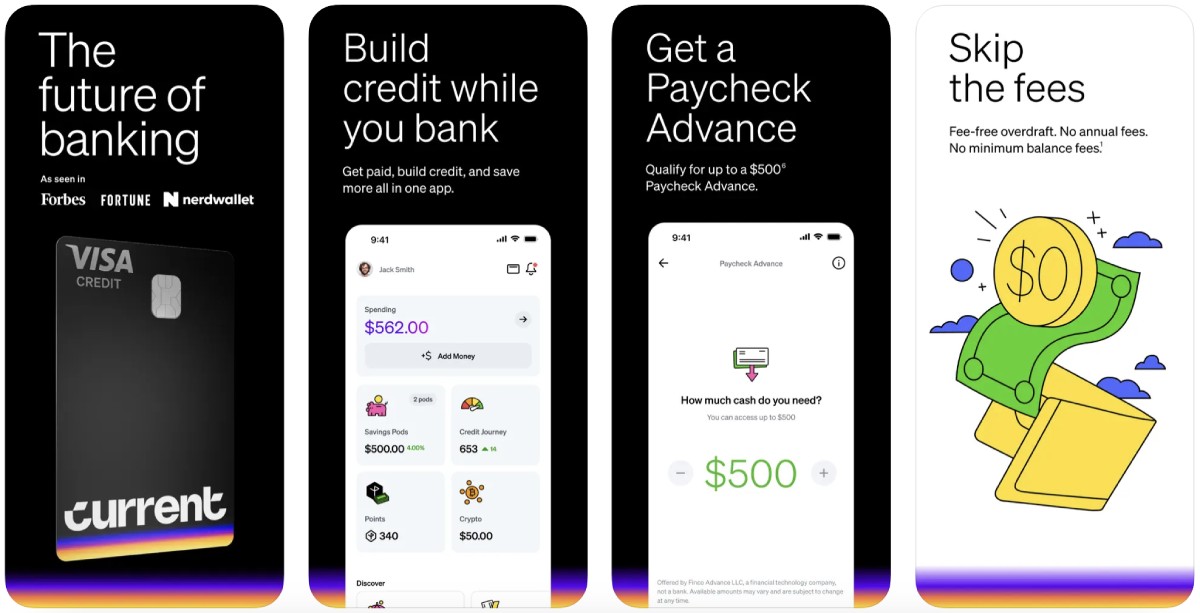 The
future of
banking
As seen in
Forbes FORTUNE nerdwallet
VISA
CREDIT
current
Build
credit while
you bank
Get paid, build credit, and save
more all in one app.
9:41
Jack Smith
Spending
$562.00
+$ Add Money
2 pods
Savings Pods
$500.00 4.00%
Credit Journey
653 ▲ 14
Points
340
Crypto
$50.00
Discover
Get a
Paycheck
Advance
Qualify for up to a $500⁶
Paycheck Advance.
9:41
Paycheck Advance
How much cash do you need?
You can access up to $500
− $500 +
Offered by Finco Advance LLC, a financial technology company,
not a bank. Available amounts may vary and are subject to change
at any time.
Skip
the fees
Fee-free overdraft. No annual fees.
No minimum balance fees.¹
$0